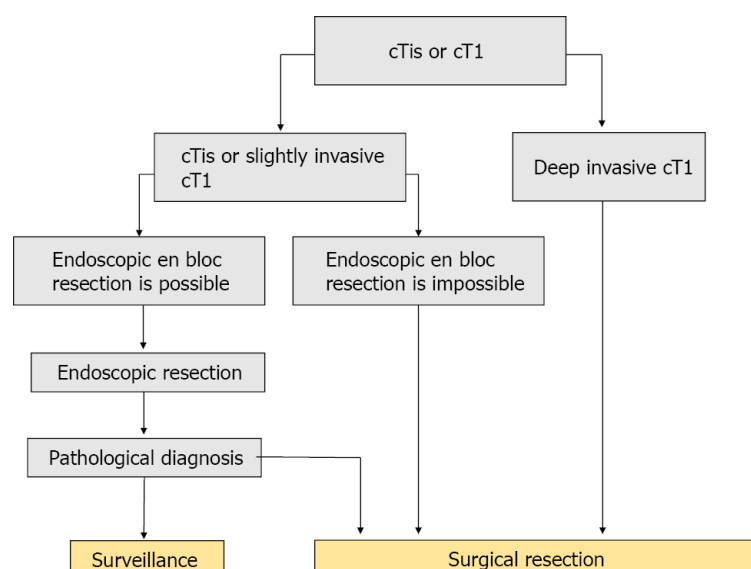 cTis or cT1
cTis or slightly invasive
cT1
Deep invasive cT1
Endoscopic en bloc
resection is possible
Endoscopic en bloc
resection is impossible
Endoscopic resection
Pathological diagnosis
Surveillance
Surgical resection